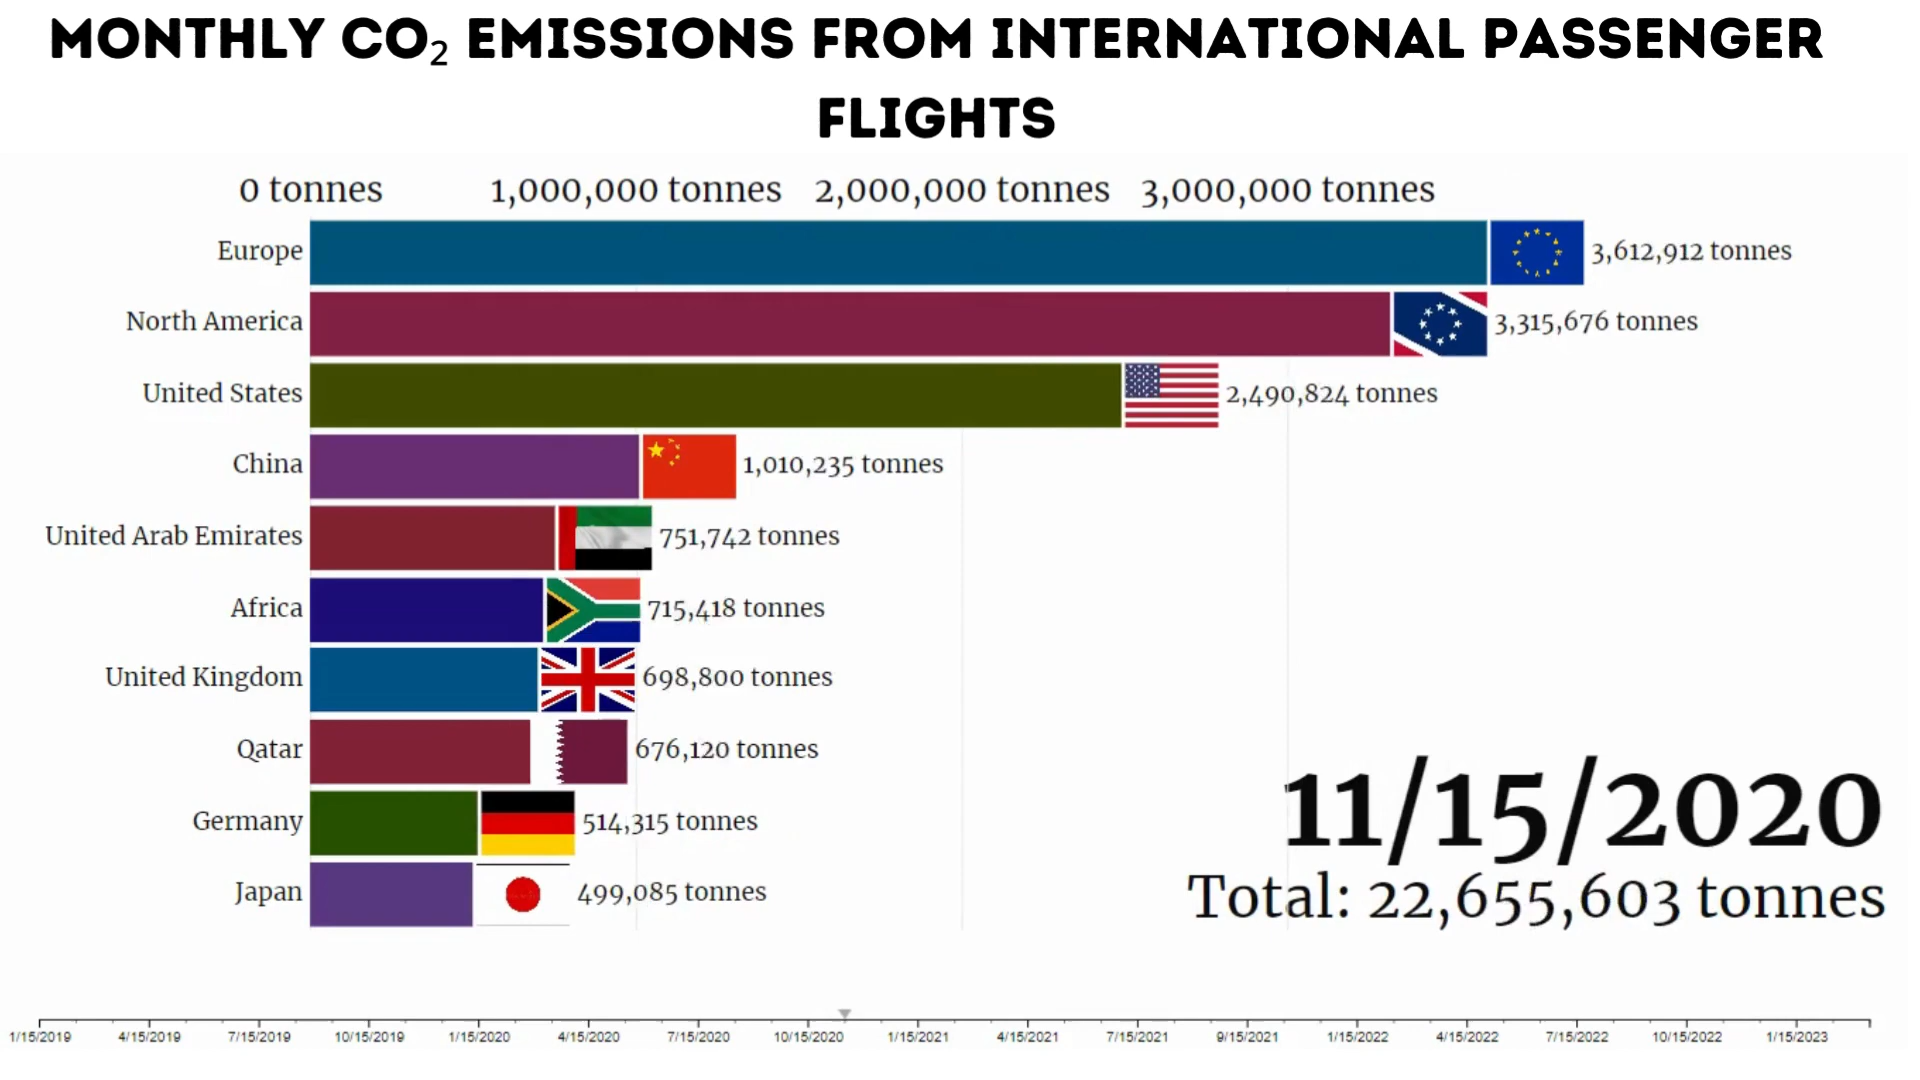 MONTHLY CO₂ EMISSIONS FROM INTERNATIONAL PASSENGER
FLIGHTS
0 tonnes 1,000,000 tonnes 2,000,000 tonnes 3,000,000 tonnes
Europe 3,612,912 tonnes
North America 3,315,676 tonnes
United States 2,490,824 tonnes
China 1,010,235 tonnes
United Arab Emirates 751,742 tonnes
Africa 715,418 tonnes
United Kingdom 698,800 tonnes
Qatar 676,120 tonnes
Germany 514,315 tonnes
Japan 499,085 tonnes
11/15/2020
Total: 22,655,603 tonnes
1/15/2019 4/15/2019 7/15/2019 10/15/2019 1/15/2020 4/15/2020 7/15/2020 10/15/2020 1/15/2021 4/15/2021 7/15/2021 9/15/2021 1/15/2022 4/15/2022 7/15/2022 10/15/2022 1/15/2023